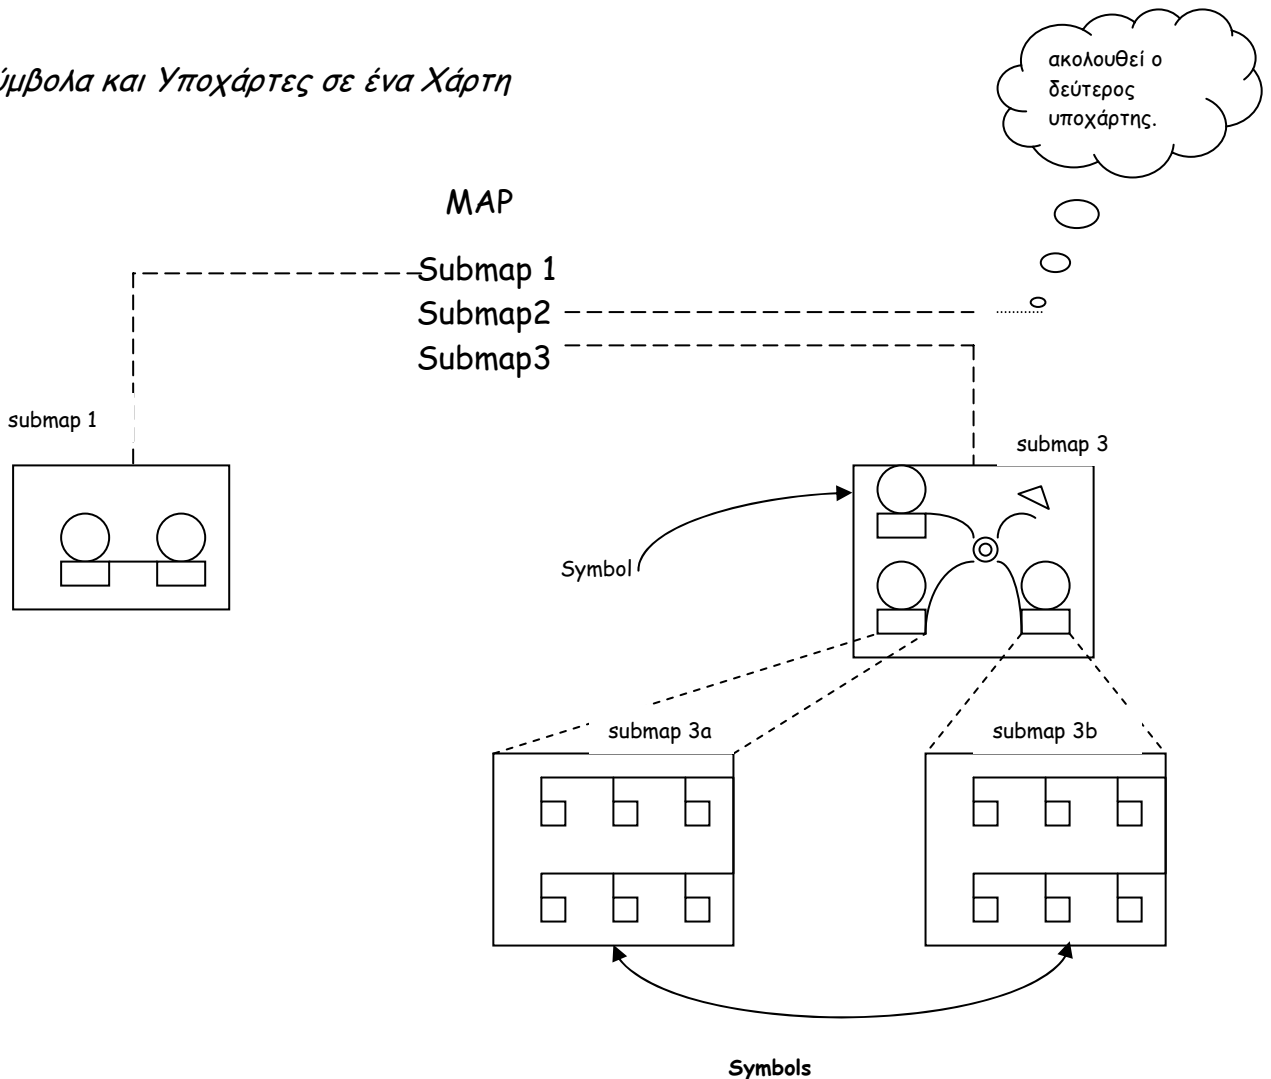 ύμβολα και Υποχάρτες σε ένα Χάρτη
ακολουθεί ο
δεύτερος
υποχάρτης.
MAP
Submap 1
Submap2
Submap3
submap 1
submap 3
Symbol
submap 3a
submap 3b
Symbols